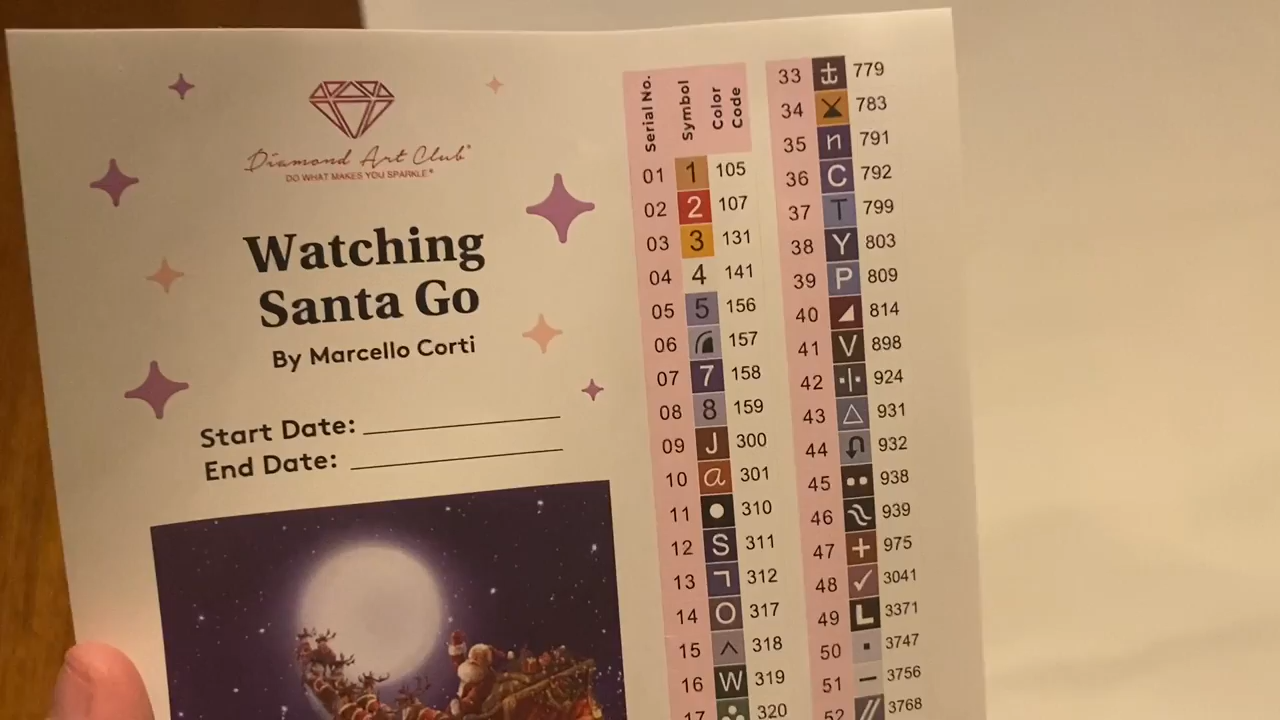 Diamond Art Club®
DO WHAT MAKES YOU SPARKLE®
Watching
Santa Go
By Marcello Corti
Start Date:
End Date:
Serial No. Symbol Color Code
01 1 105
02 2 107
03 3 131
04 4 141
05 5 156
06 157
07 7 158
08 8 159
09 J 300
10 a 301
11 310
12 S 311
13 312
14 O 317
15 318
16 W 319
17 320
33 779
34 783
35 n 791
36 C 792
37 T 799
38 Y 803
39 P 809
40 814
41 V 898
42 924
43 931
44 932
45 938
46 939
47 + 975
48 ✓ 3041
49 L 3371
50 3747
51 – 3756
52 // 3768